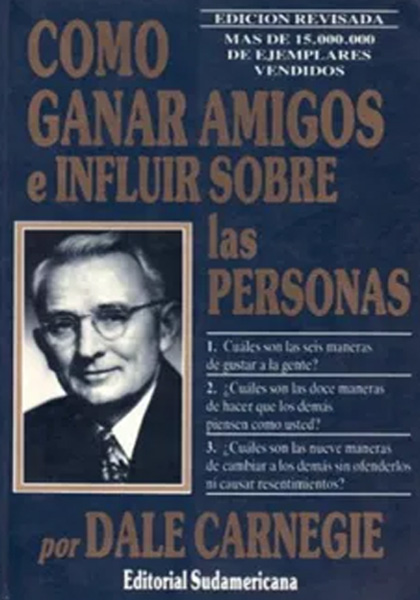 EDICION REVISADA
MAS DE 15.000.000
DE EJEMPLARES
VENDIDOS
COMO
GANAR AMIGOS
e INFLUIR SOBRE
las
PERSONAS
1. Cuáles son las seis maneras
de gustar a la gente?
2. ¿Cuáles son las doce maneras
de hacer que los demás
piensen como usted?
3. ¿Cuáles son las nueve maneras
de cambiar a los demás sin ofenderlos
ni causar resentimientos?
por DALE CARNEGIE
Editorial Sudamericana